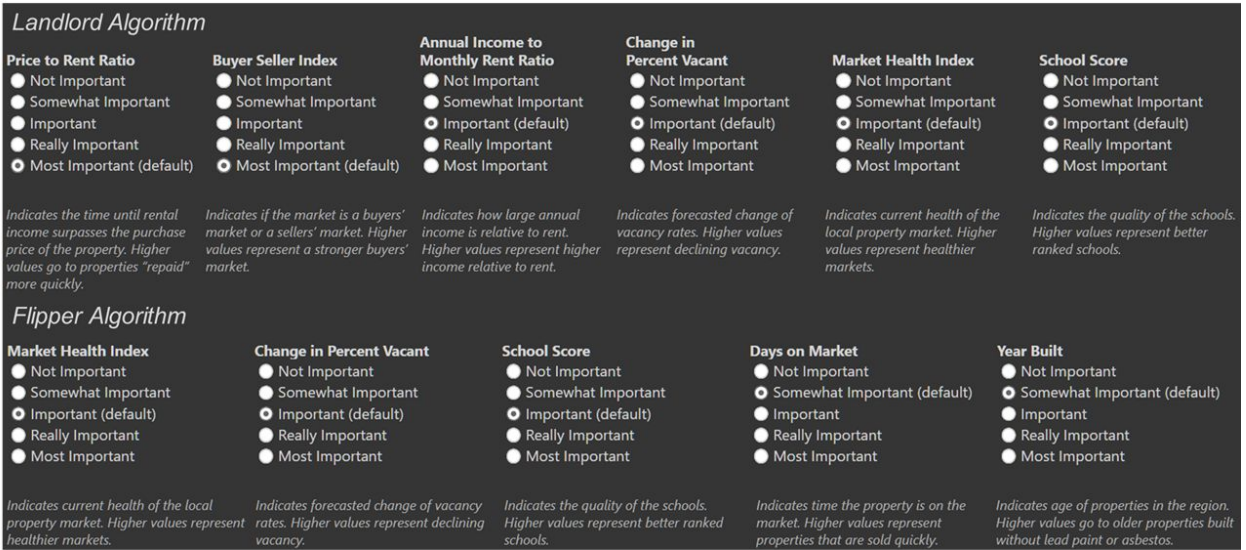 Landlord Algorithm
Price to Rent Ratio
Not Important
Somewhat Important
Important
Really Important
Most Important (default)
Indicates the time until rental
income surpasses the purchase
price of the property. Higher
values go to properties “repaid”
more quickly.
Buyer Seller Index
Not Important
Somewhat Important
Important
Really Important
Most Important (default)
Indicates if the market is a buyers’
market or a sellers’ market. Higher
values represent a stronger buyers’
market.
Annual Income to
Monthly Rent Ratio
Not Important
Somewhat Important
Important (default)
Really Important
Most Important
Indicates how large annual
income is relative to rent.
Higher values represent higher
income relative to rent.
Change in
Percent Vacant
Not Important
Somewhat Important
Important (default)
Really Important
Most Important
Indicates forecasted change of
vacancy rates. Higher values
represent declining vacancy.
Market Health Index
Not Important
Somewhat Important
Important (default)
Really Important
Most Important
Indicates current health of the
local property market. Higher
values represent healthier
markets.
School Score
Not Important
Somewhat Important
Important (default)
Really Important
Most Important
Indicates the quality of the schools.
Higher values represent better
ranked schools.
Flipper Algorithm
Market Health Index
Not Important
Somewhat Important
Important (default)
Really Important
Most Important
Indicates current health of the local
property market. Higher values represent
healthier markets.
Change in Percent Vacant
Not Important
Somewhat Important
Important (default)
Really Important
Most Important
Indicates forecasted change of vacancy
rates. Higher values represent declining
vacancy.
School Score
Not Important
Somewhat Important
Important (default)
Really Important
Most Important
Indicates the quality of the schools.
Higher values represent better ranked
schools.
Days on Market
Not Important
Somewhat Important (default)
Important
Really Important
Most Important
Indicates time the property is on the
market. Higher values represent
properties that are sold quickly.
Year Built
Not Important
Somewhat Important (default)
Important
Really Important
Most Important
Indicates age of properties in the region.
Higher values go to older properties built
without lead paint or asbestos.